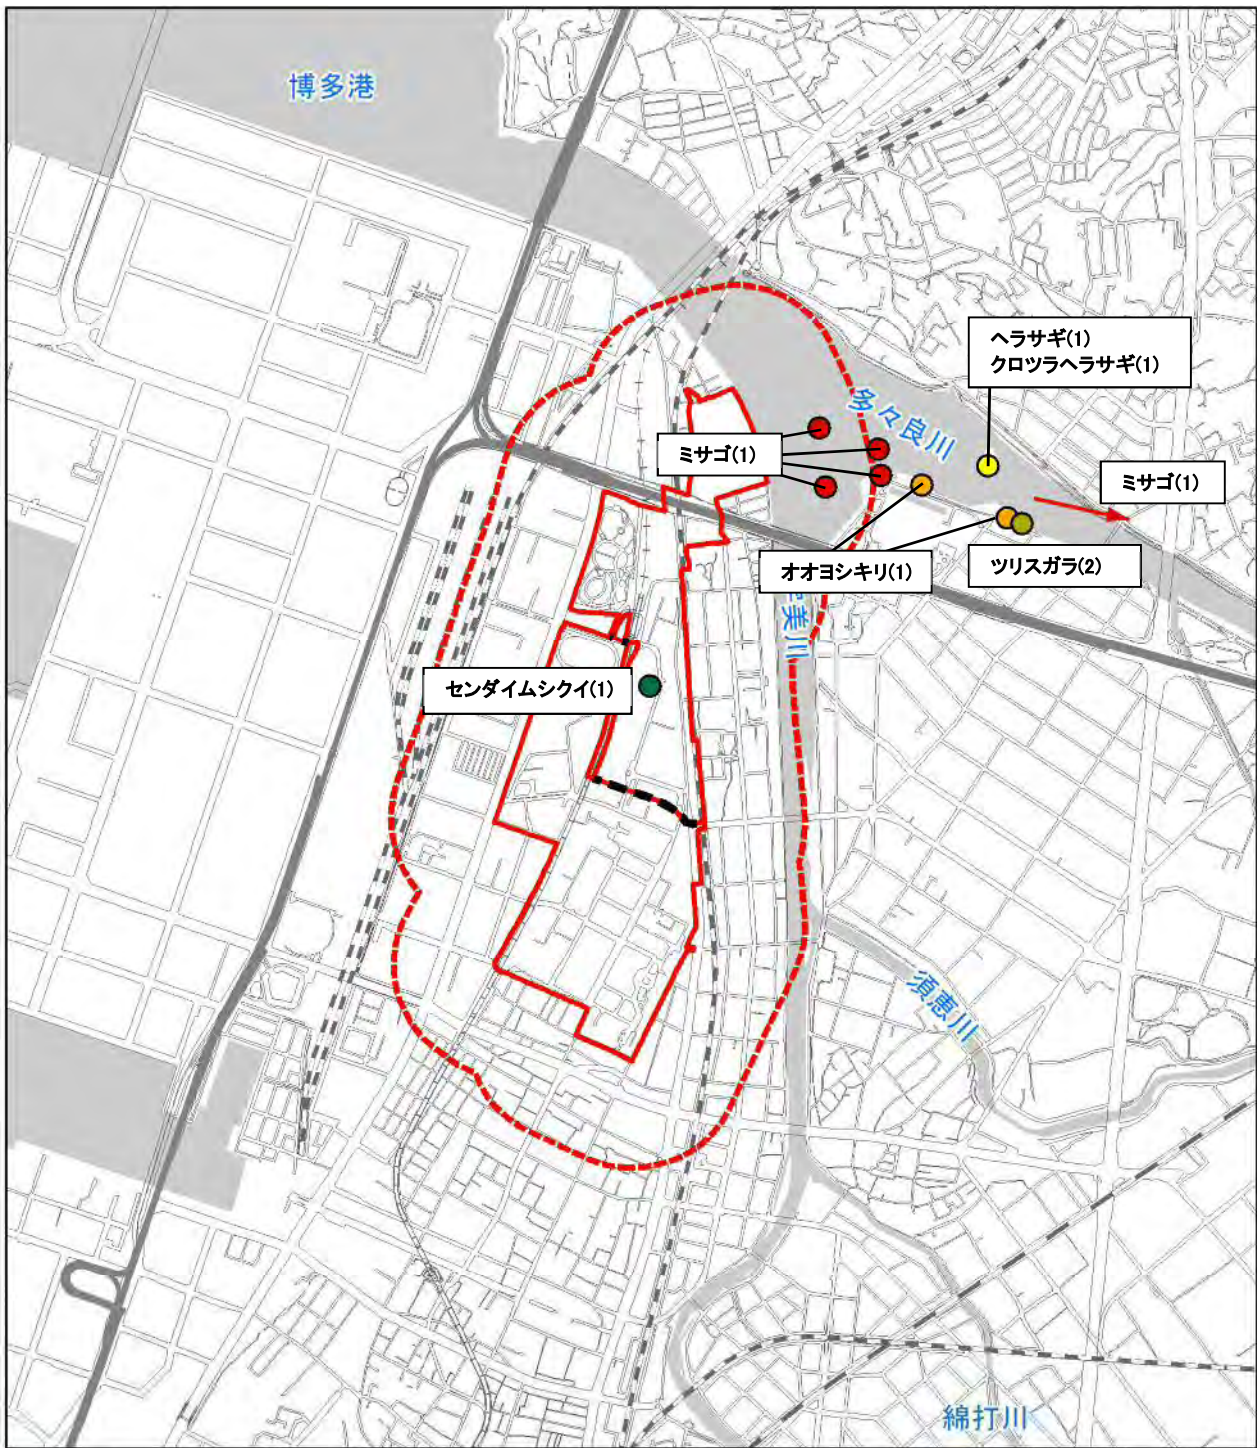 博多港
ヘラサギ(1)
クロツラヘラサギ(1)
多々良川
ミサゴ(1)
ミサゴ(1)
オオヨシキリ(1)
ツリスガラ(2)
美川
センダイムシクイ(1)
須恵川
綿打川